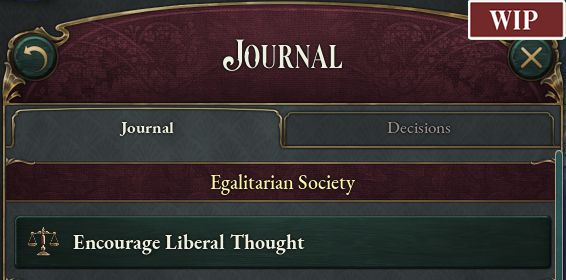 WIP
Journal
Journal
Decisions
Egalitarian Society
Encourage Liberal Thought